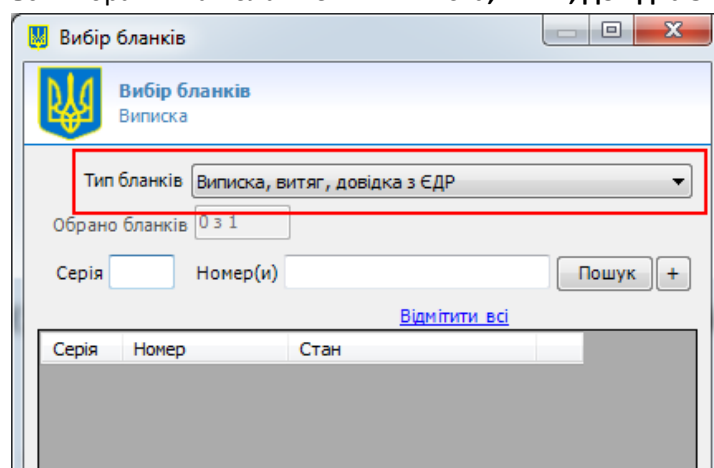 Вибір бланків
Вибір бланків
Виписка
Тип бланків Виписка, витяг, довідка з ЄДР
Обрано бланків 0 з 1
Серія Номер(и) Пошук +
Відмітити всі
Серія Номер Стан